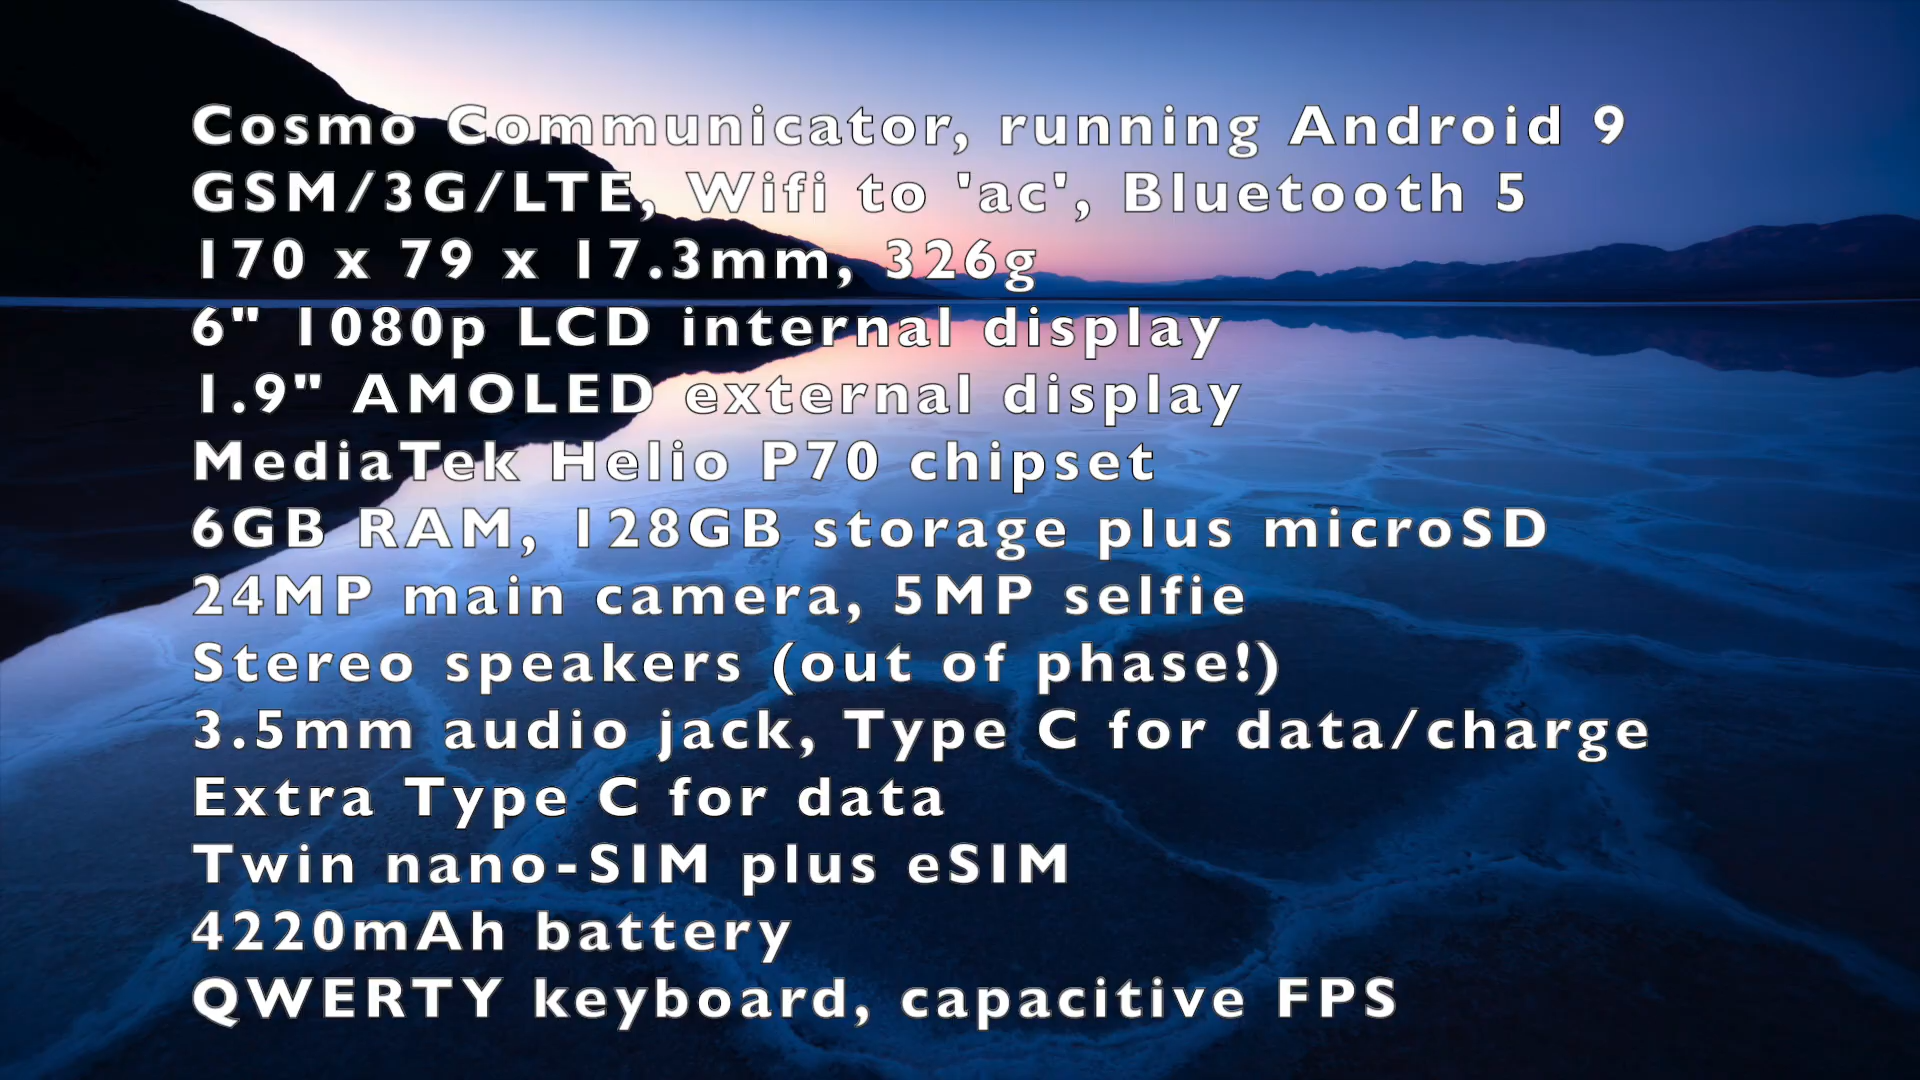 Cosmo Communicator, running Android 9
GSM/3G/LTE, Wifi to 'ac', Bluetooth 5
170 x 79 x 17.3mm, 326g
6" 1080p LCD internal display
1.9" AMOLED external display
MediaTek Helio P70 chipset
6GB RAM, 128GB storage plus microSD
24MP main camera, 5MP selfie
Stereo speakers (out of phase!)
3.5mm audio jack, Type C for data/charge
Extra Type C for data
Twin nano-SIM plus eSIM
4220mAh battery
QWERTY keyboard, capacitive FPS